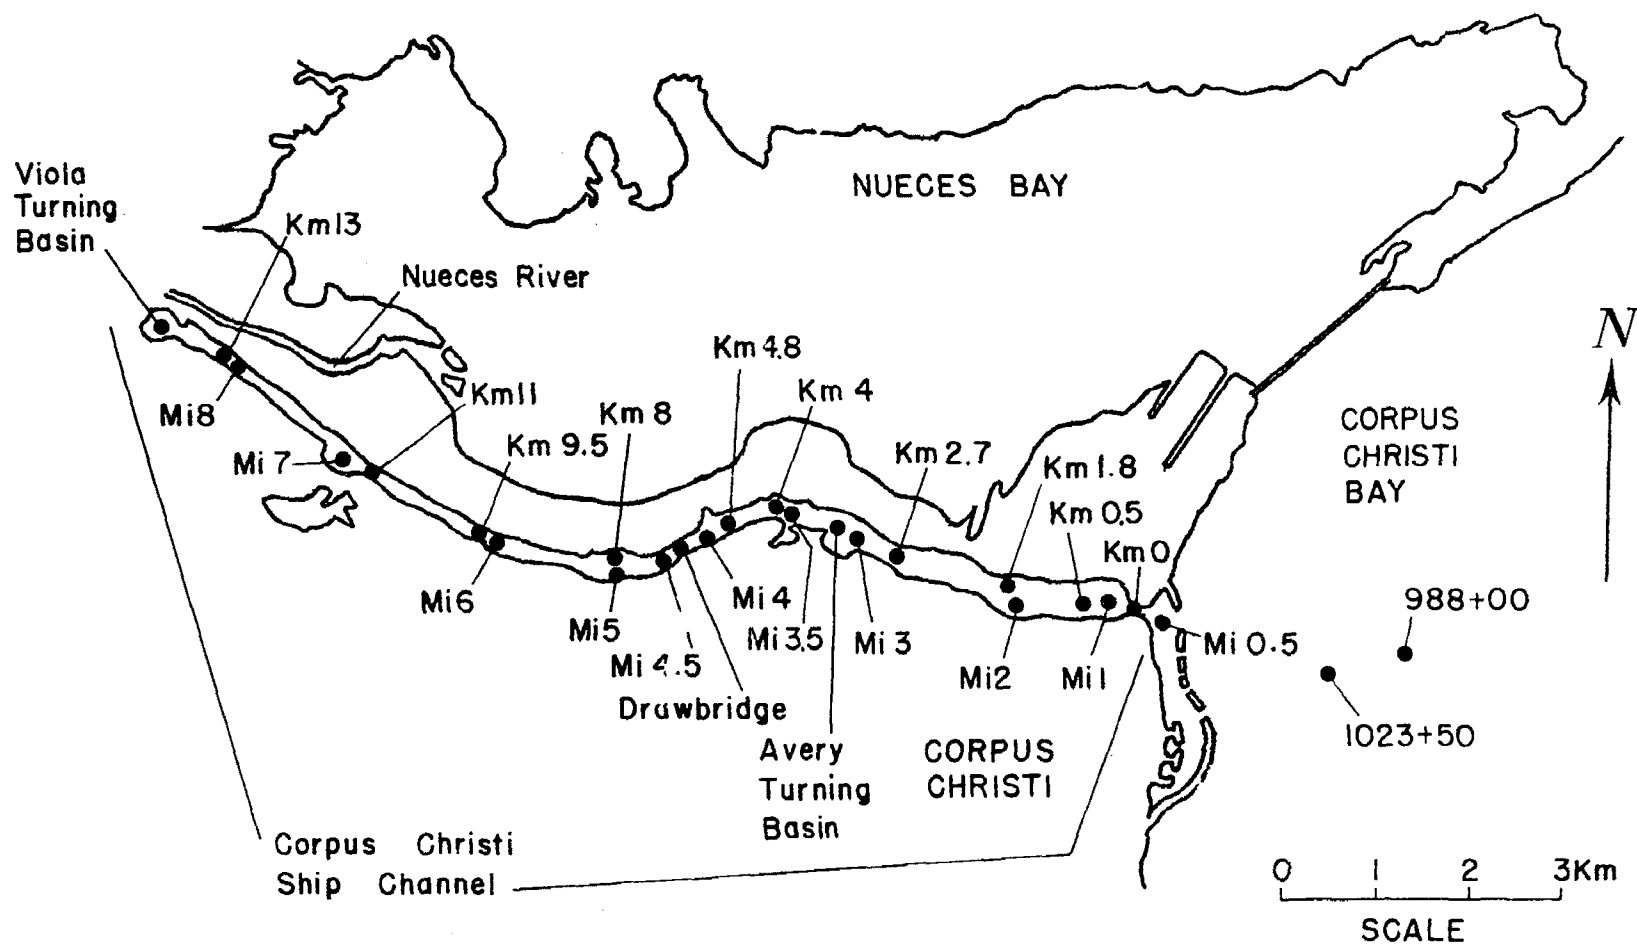 NUECES BAY
Viola
Turning
Basin
Km13
Nueces River
N
Km 4.8
Km 4
Km11
Km 8
Mi8
CORPUS
CHRISTI
BAY
Km 9.5
Km 2.7
Mi 7
Km 1.8
Km 0.5
Km 0
Mi6
Mi 4
988+00
Mi5
Mi 3.5
Mi 3
Mi 0.5
Mi 4.5
Mi2
Mi1
Drawbridge
1023+50
Avery
Turning
Basin
CORPUS
CHRISTI
Corpus Christi
Ship Channel
0 1 2 3Km
SCALE